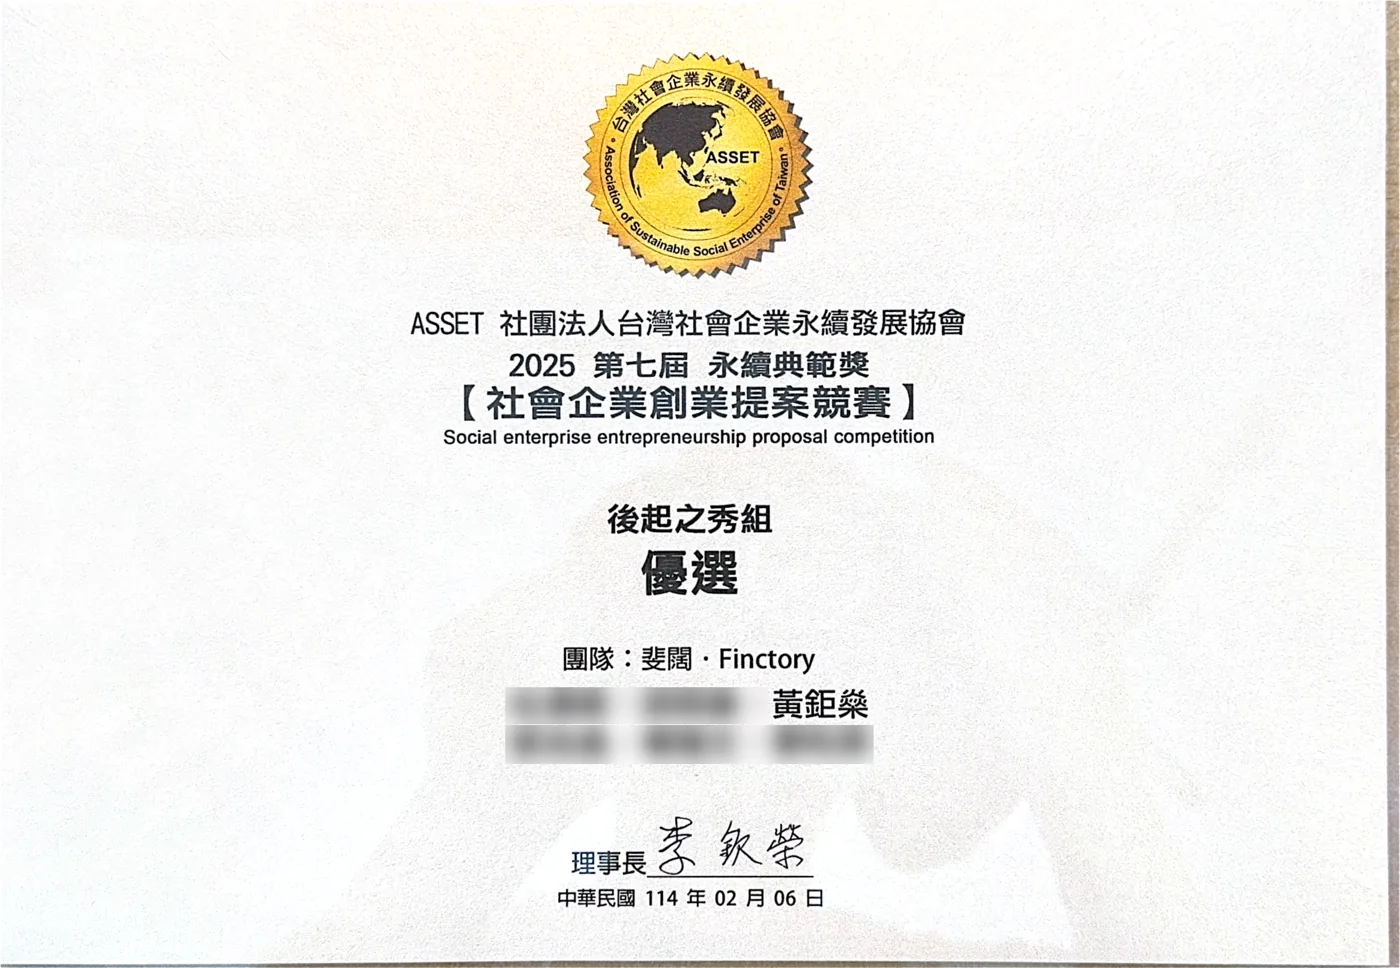 台灣社會企業永續發展協會
ASSET
Association of Sustainable Social Enterprise of Taiwan
ASSET 社團法人台灣社會企業永續發展協會
2025 第七屆 永續典範獎
【社會企業創業提案競賽】
Social enterprise entrepreneurship proposal competition
後起之秀組
優選
團隊：斐闊·Finctory
黃鉅燊
理事長 李欽榮
中華民國 114 年 02 月 06 日